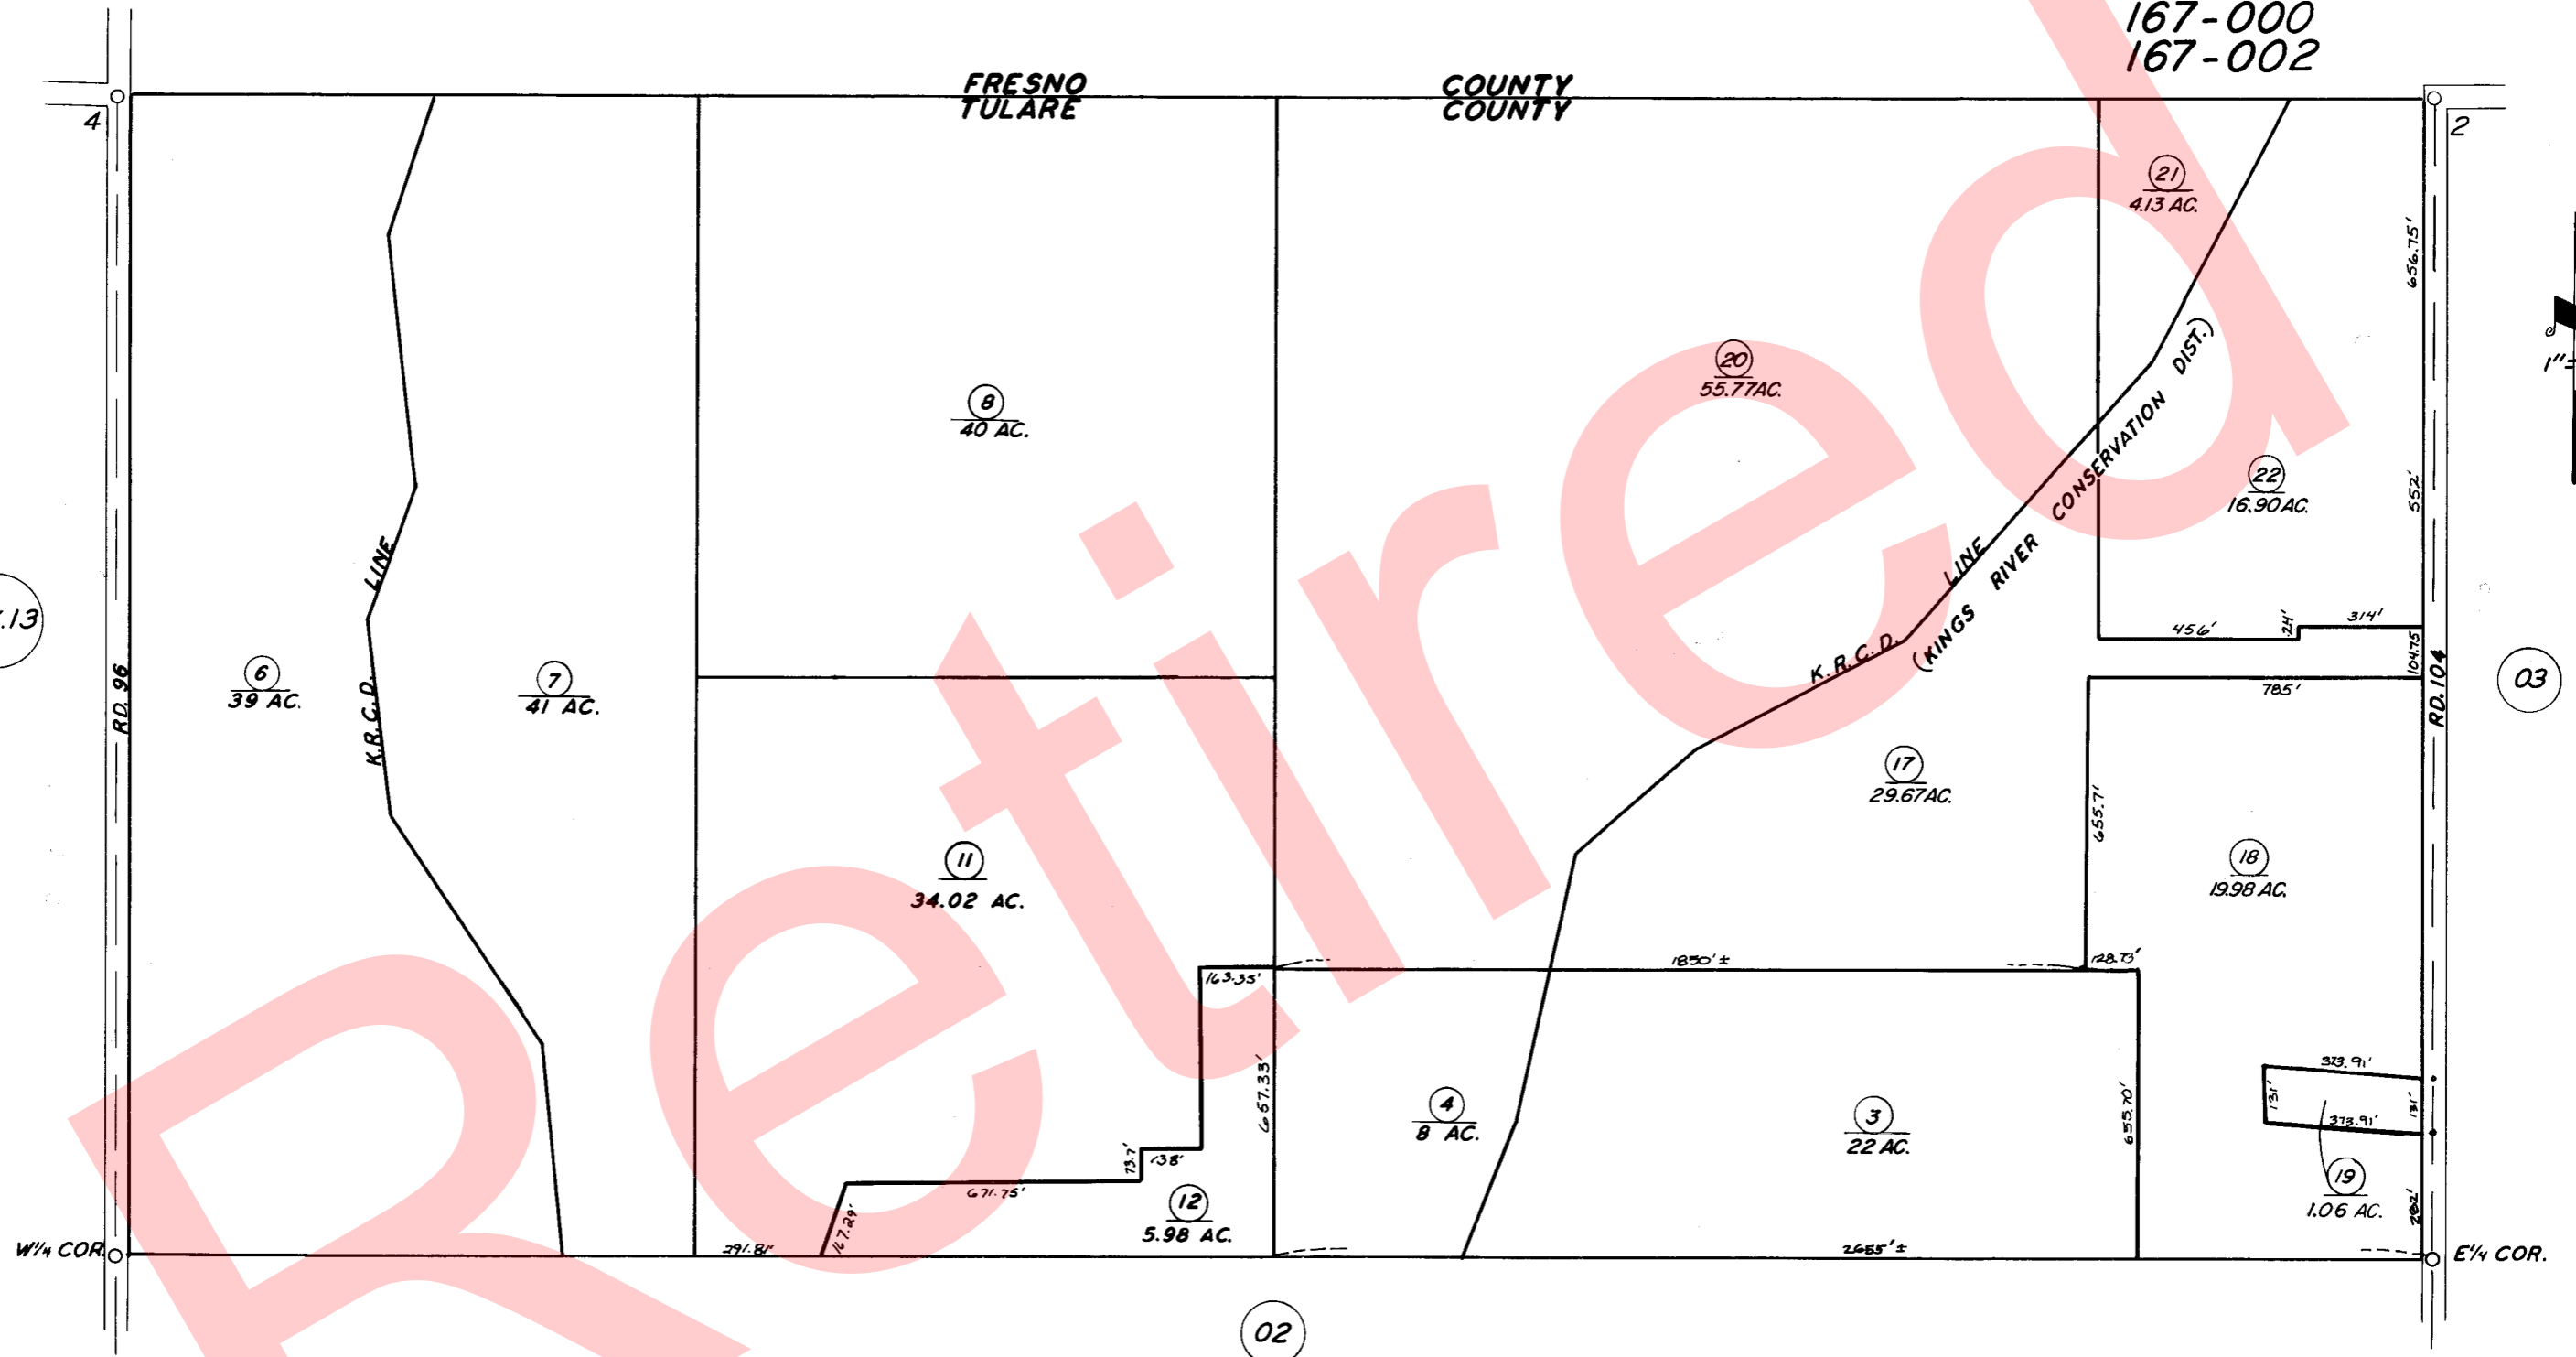 167-000
167-002
FRESNO COUNTY
TULARE COUNTY
4
2
21
4.13 AC.
656.75'
1"=
20
55.77AC.
8
40 AC.
22
16.90AC.
552'
K.R.C.D. LINE
(KINGS RIVER CONSERVATION DIST.)
456'
24'
314'
104.75
.13
RD. 96
6
39 AC.
K.R.C.D. LINE
7
41 AC.
785'
RD. 104
03
17
29.67AC.
655.7'
18
19.98 AC.
11
34.02 AC.
163.35'
1850' ±
128.73'
667.33'
4
8 AC.
3
22 AC.
655.70'
373.91'
131'
131'
373.91'
73.7'
138'
671.75'
167.29'
12
5.98 AC.
19
1.06 AC.
282'
W1/4 COR.
291.81'
2655' ±
E1/4 COR.
02
Retired